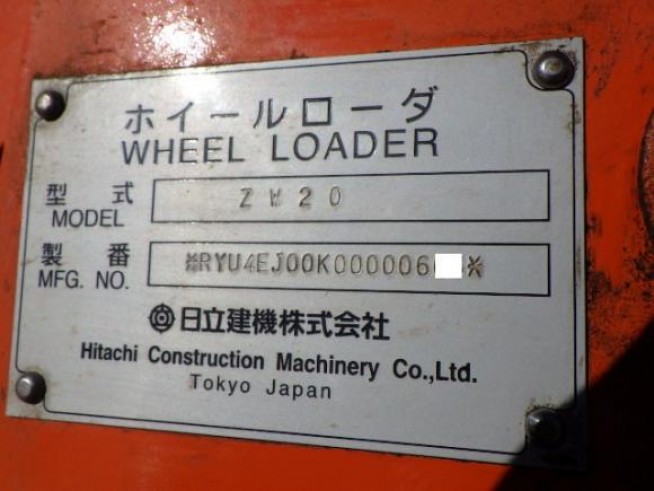 ホイールローダ
WHEEL LOADER
型式 ZW20
MODEL
製番 *RYU4EJ00K000006
MFG. NO.
日立建機株式会社
Hitachi Construction Machinery Co.,Ltd.
Tokyo Japan